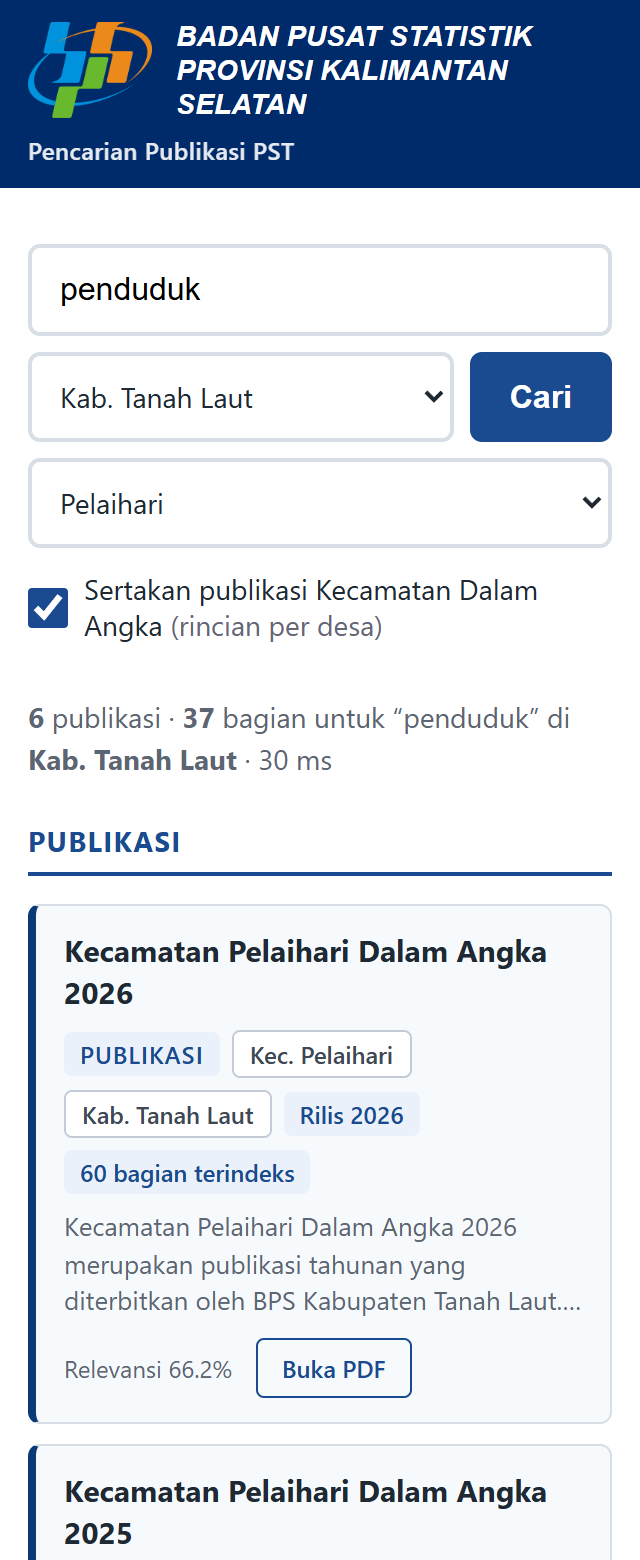 BADAN PUSAT STATISTIK
PROVINSI KALIMANTAN
SELATAN
Pencarian Publikasi PST
penduduk
Kab. Tanah Laut
Cari
Pelaihari
Sertakan publikasi Kecamatan Dalam
Angka (rincian per desa)
6 publikasi · 37 bagian untuk “penduduk” di
Kab. Tanah Laut · 30 ms
PUBLIKASI
Kecamatan Pelaihari Dalam Angka
2026
PUBLIKASI
Kec. Pelaihari
Kab. Tanah Laut
Rilis 2026
60 bagian terindeks
Kecamatan Pelaihari Dalam Angka 2026
merupakan publikasi tahunan yang
diterbitkan oleh BPS Kabupaten Tanah Laut....
Relevansi 66.2%
Buka PDF
Kecamatan Pelaihari Dalam Angka
2025